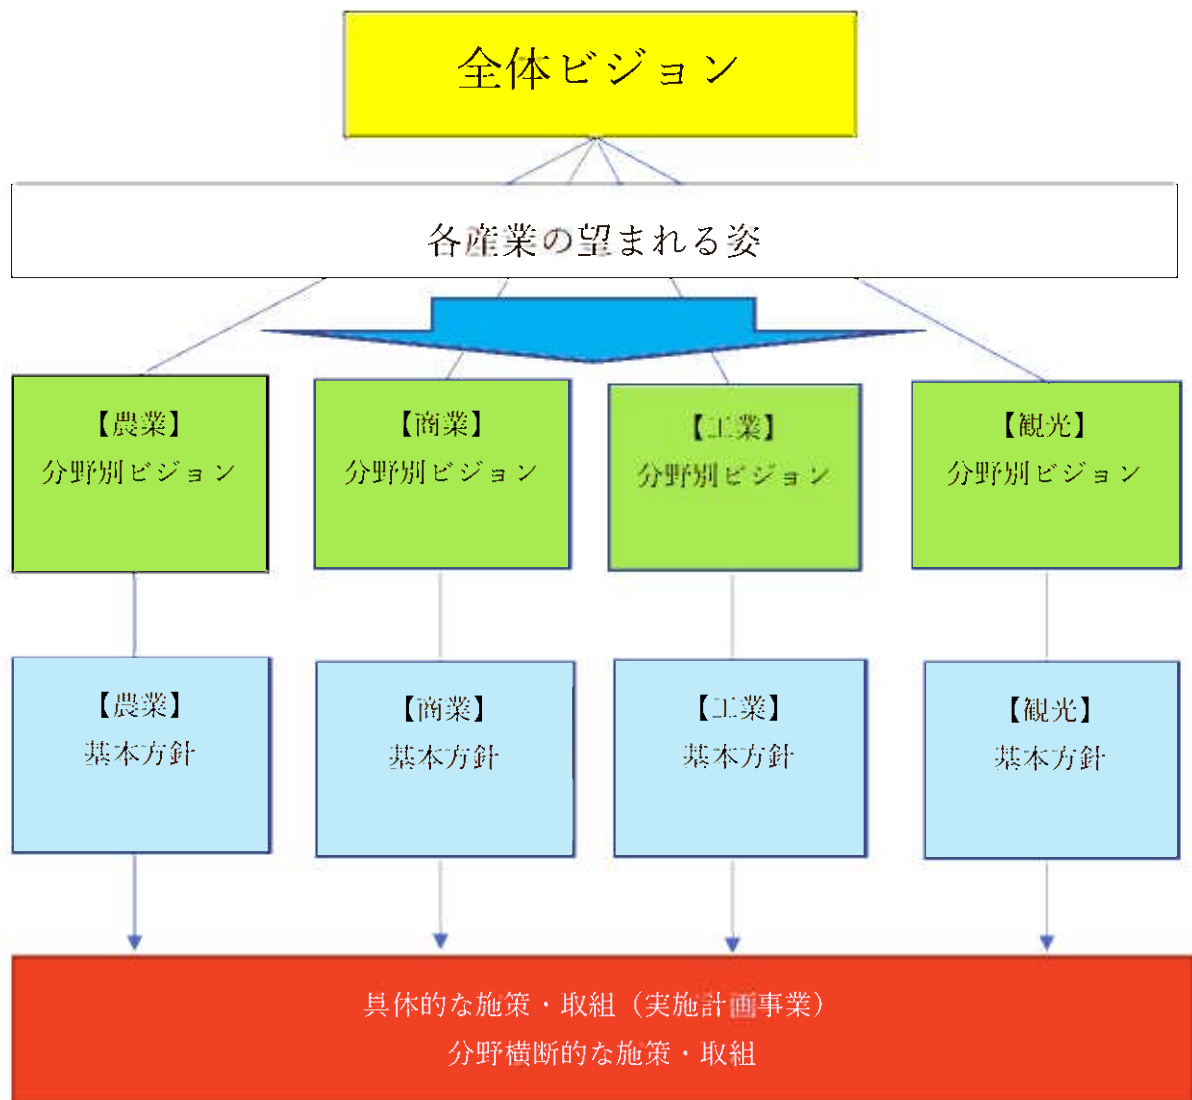 全体ビジョン
各産業の望まれる姿
【農業】
分野別ビジョン
【商業】
分野別ビジョン
【工業】
分野別ビジョン
【観光】
分野別ビジョン
【農業】
基本方針
【商業】
基本方針
【工業】
基本方針
【観光】
基本方針
具体的な施策・取組（実施計画事業）
分野横断的な施策・取組